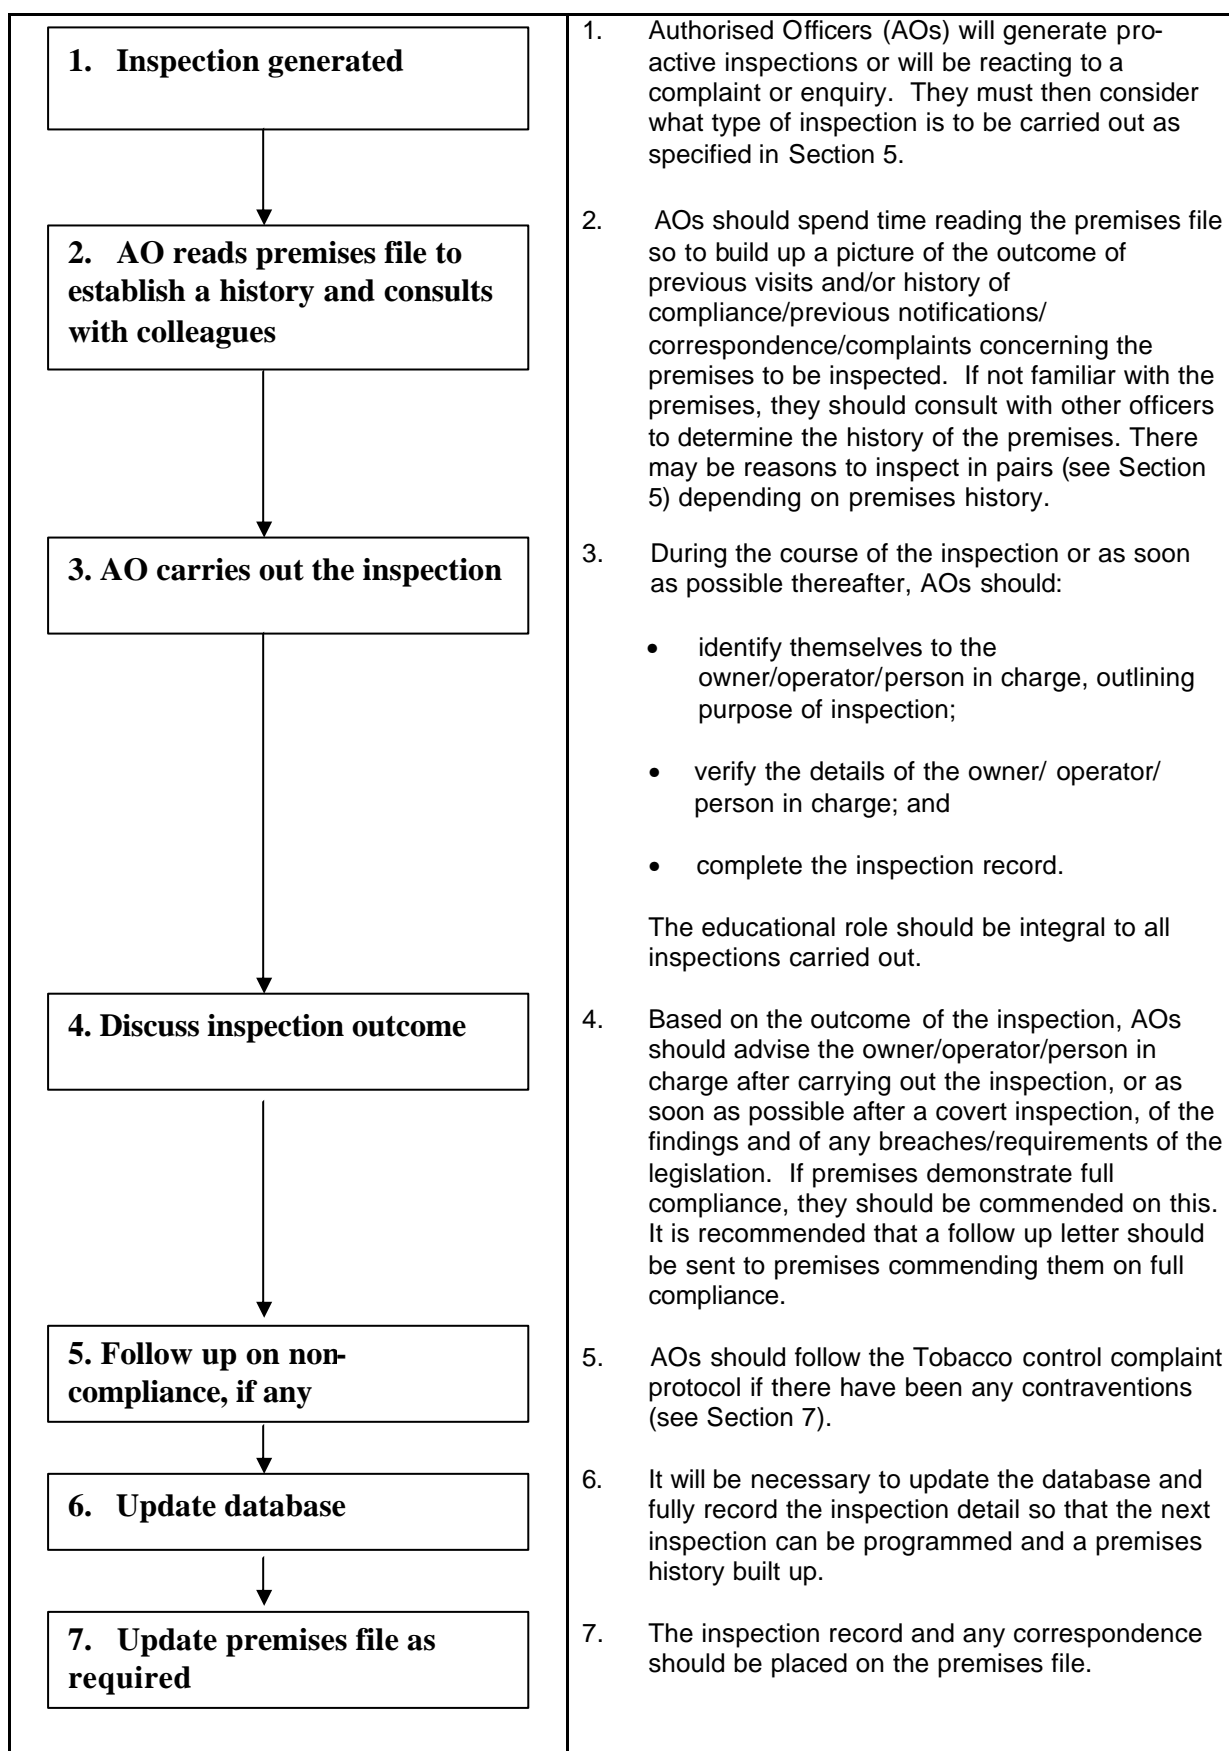 1. Inspection generated
1. Authorised Officers (AOs) will generate pro-
active inspections or will be reacting to a
complaint or enquiry. They must then consider
what type of inspection is to be carried out as
specified in Section 5.
2. AO reads premises file to
establish a history and consults
with colleagues
2. AOs should spend time reading the premises file
so to build up a picture of the outcome of
previous visits and/or history of
compliance/previous notifications/
correspondence/complaints concerning the
premises to be inspected. If not familiar with the
premises, they should consult with other officers
to determine the history of the premises. There
may be reasons to inspect in pairs (see Section
5) depending on premises history.
3. AO carries out the inspection
3. During the course of the inspection or as soon
as possible thereafter, AOs should:
• identify themselves to the
owner/operator/person in charge, outlining
purpose of inspection;
• verify the details of the owner/ operator/
person in charge; and
• complete the inspection record.
The educational role should be integral to all
inspections carried out.
4. Discuss inspection outcome
4. Based on the outcome of the inspection, AOs
should advise the owner/operator/person in
charge after carrying out the inspection, or as
soon as possible after a covert inspection, of the
findings and of any breaches/requirements of the
legislation. If premises demonstrate full
compliance, they should be commended on this.
It is recommended that a follow up letter should
be sent to premises commending them on full
compliance.
5. Follow up on non-
compliance, if any
5. AOs should follow the Tobacco control complaint
protocol if there have been any contraventions
(see Section 7).
6. Update database
6. It will be necessary to update the database and
fully record the inspection detail so that the next
inspection can be programmed and a premises
history built up.
7. Update premises file as
required
7. The inspection record and any correspondence
should be placed on the premises file.